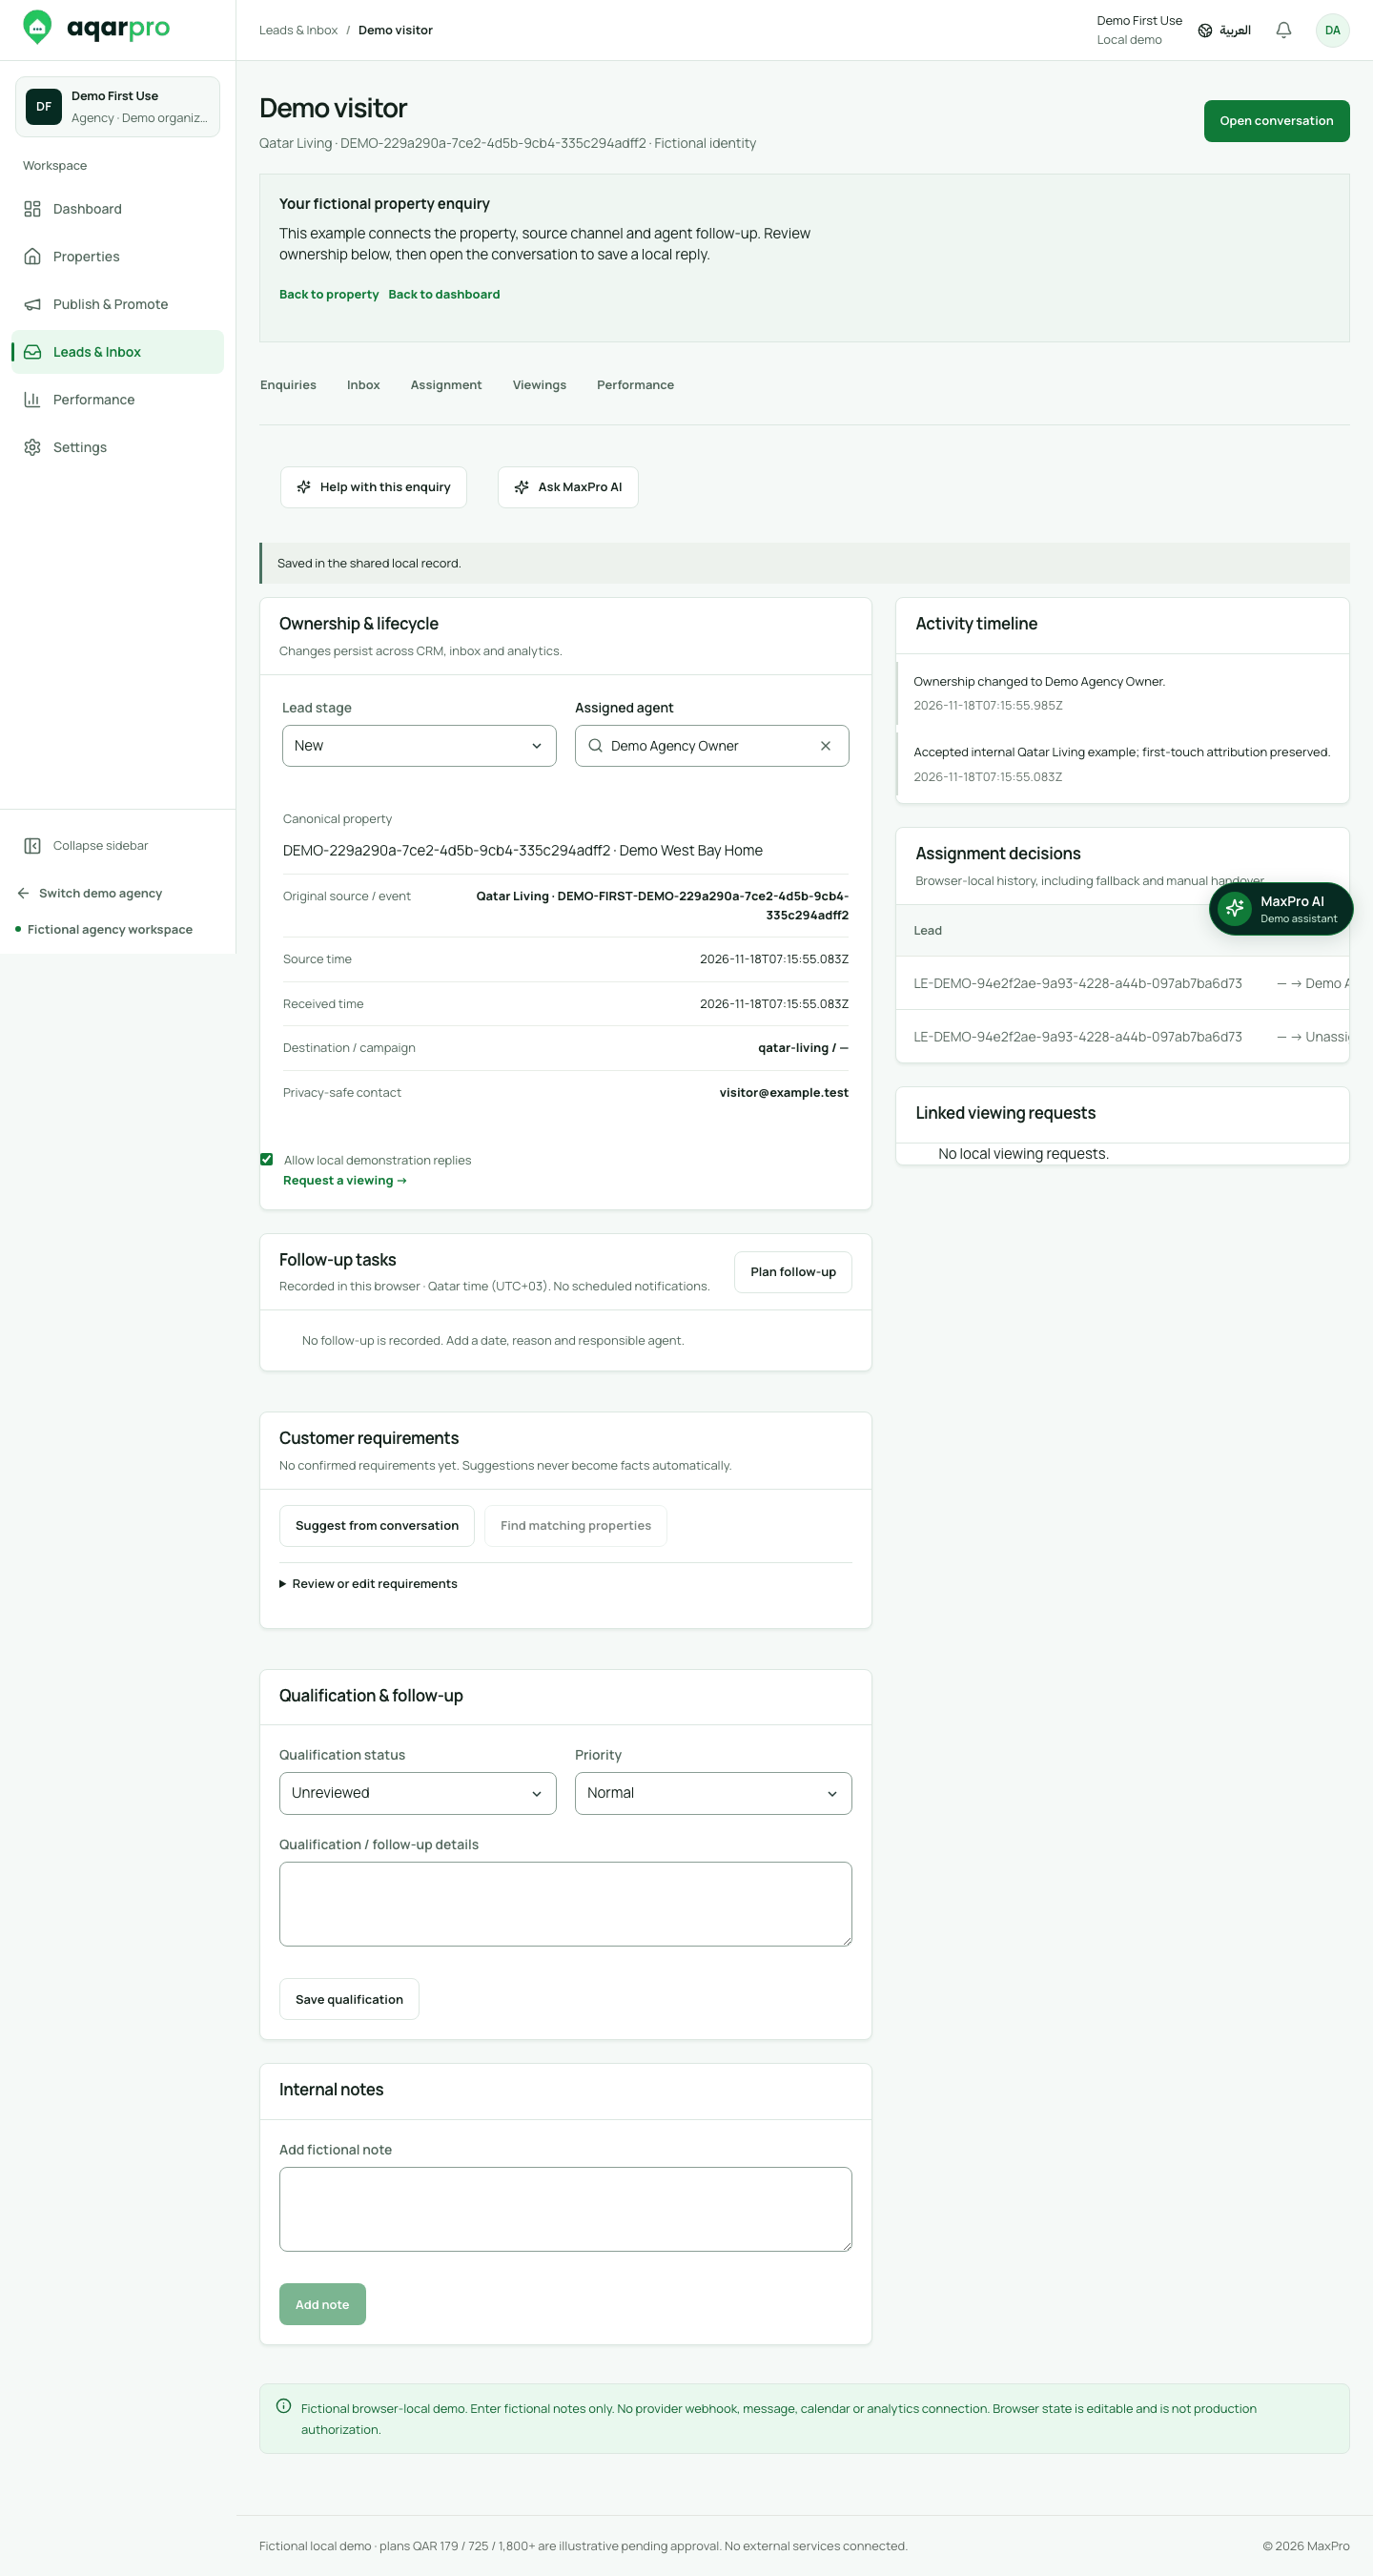 aqarpro
Leads & Inbox / Demo visitor
Demo First Use
Local demo
العربية
DA
DF
Demo First Use
Agency · Demo organiz...
Workspace
Dashboard
Properties
Publish & Promote
Leads & Inbox
Performance
Settings
Collapse sidebar
Switch demo agency
Fictional agency workspace
Demo visitor
Qatar Living · DEMO-229a290a-7ce2-4d5b-9cb4-335c294adff2 · Fictional identity
Open conversation
Your fictional property enquiry
This example connects the property, source channel and agent follow-up. Review
ownership below, then open the conversation to save a local reply.
Back to property Back to dashboard
Enquiries Inbox Assignment Viewings Performance
Help with this enquiry Ask MaxPro AI
Saved in the shared local record.
Ownership & lifecycle
Changes persist across CRM, inbox and analytics.
Lead stage Assigned agent
New Demo Agency Owner
Canonical property
DEMO-229a290a-7ce2-4d5b-9cb4-335c294adff2 · Demo West Bay Home
Original source / event Qatar Living · DEMO-FIRST-DEMO-229a290a-7ce2-4d5b-9cb4-
335c294adff2
Source time 2026-11-18T07:15:55.083Z
Received time 2026-11-18T07:15:55.083Z
Destination / campaign qatar-living / —
Privacy-safe contact visitor@example.test
Allow local demonstration replies
Request a viewing →
Follow-up tasks
Recorded in this browser · Qatar time (UTC+03). No scheduled notifications.
Plan follow-up
No follow-up is recorded. Add a date, reason and responsible agent.
Customer requirements
No confirmed requirements yet. Suggestions never become facts automatically.
Suggest from conversation Find matching properties
Review or edit requirements
Qualification & follow-up
Qualification status Priority
Unreviewed Normal
Qualification / follow-up details
Save qualification
Internal notes
Add fictional note
Add note
Activity timeline
Ownership changed to Demo Agency Owner.
2026-11-18T07:15:55.985Z
Accepted internal Qatar Living example; first-touch attribution preserved.
2026-11-18T07:15:55.083Z
Assignment decisions
Browser-local history, including fallback and manual handover.
MaxPro AI
Demo assistant
Lead
LE-DEMO-94e2f2ae-9a93-4228-a44b-097ab7ba6d73 — → Demo A
LE-DEMO-94e2f2ae-9a93-4228-a44b-097ab7ba6d73 — → Unassi
Linked viewing requests
No local viewing requests.
Fictional browser-local demo. Enter fictional notes only. No provider webhook, message, calendar or analytics connection. Browser state is editable and is not production
authorization.
Fictional local demo · plans QAR 179 / 725 / 1,800+ are illustrative pending approval. No external services connected.
© 2026 MaxPro